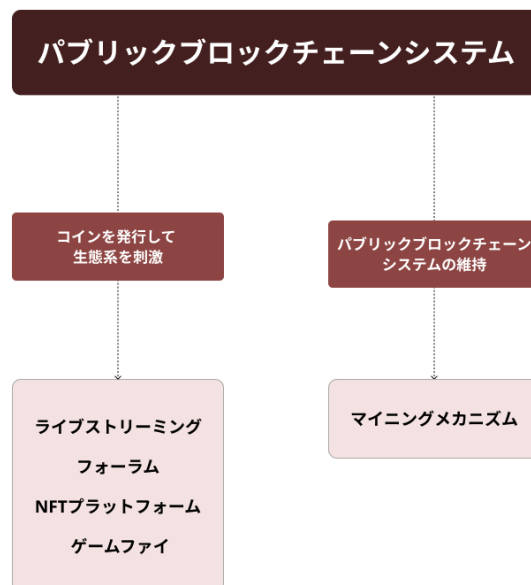 パブリックブロックチェーンシステム
コインを発行して
生態系を刺激
パブリックブロックチェーン
システムの維持
ライブストリーミング
フォーラム
NFTプラットフォーム
ゲームファイ
マイニングメカニズム